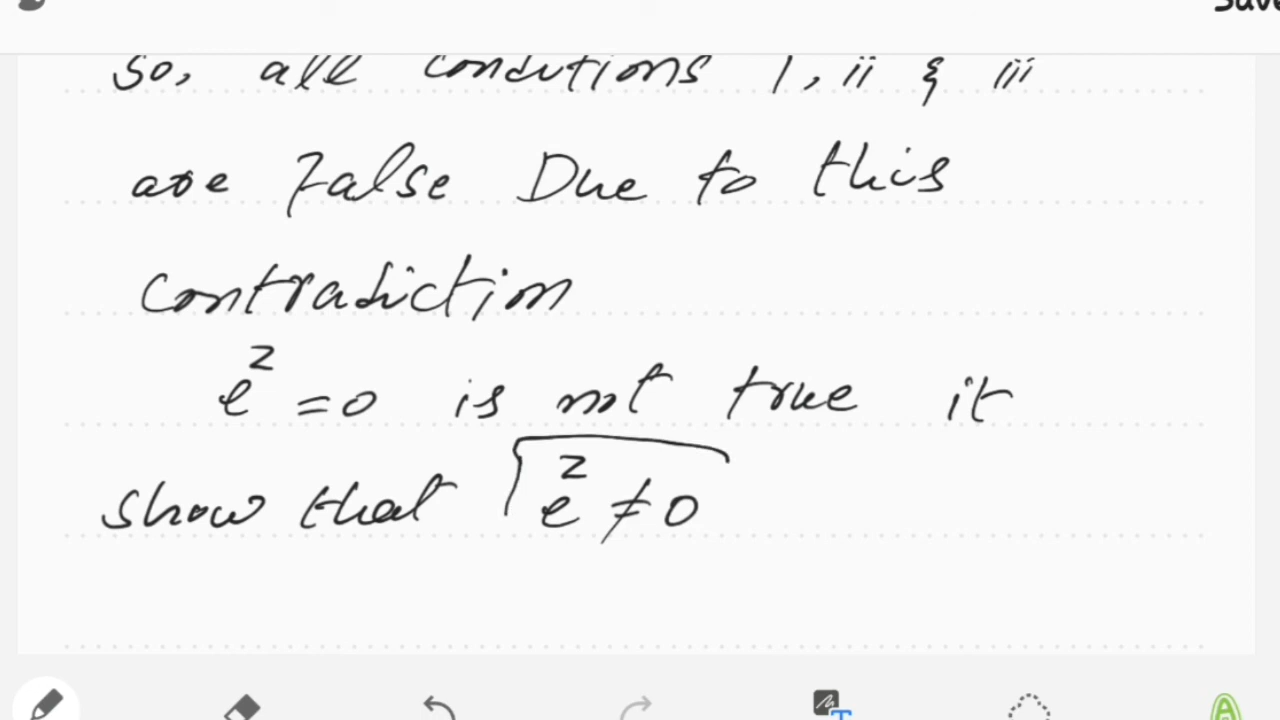 Save
So, all conditions i, ii & iii
are False Due to this
contradiction
e^z = 0 is not true it
show that e^z ≠ 0